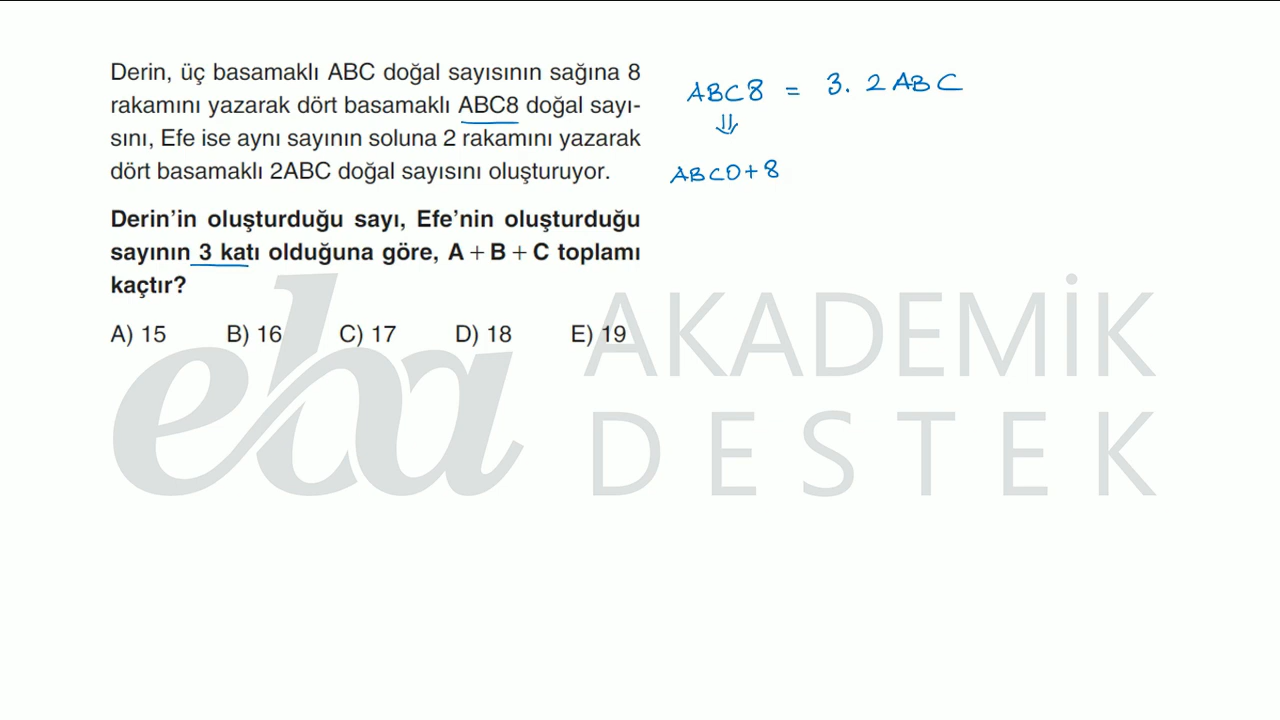 Derin, üç basamaklı ABC doğal sayısının sağına 8
rakamını yazarak dört basamaklı ABC8 doğal sayı-
sını, Efe ise aynı sayının soluna 2 rakamını yazarak
dört basamaklı 2ABC doğal sayısını oluşturuyor.
Derin'in oluşturduğu sayı, Efe'nin oluşturduğu
sayının 3 katı olduğuna göre, A + B + C toplamı
kaçtır?
A) 15 B) 16 C) 17 D) 18 E) 19
ABC8 = 3. 2ABC
⇓
ABC0+8
eba AKADEMİK
DESTEK